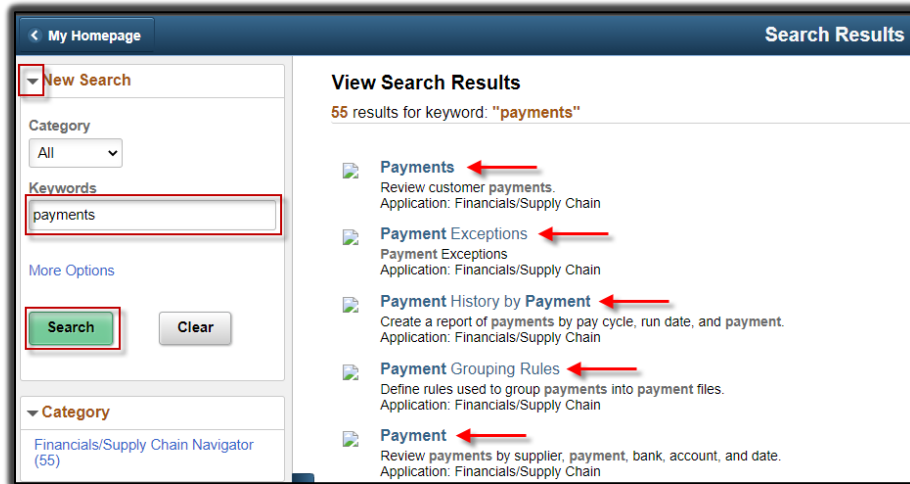 My Homepage
Search Results
New Search
Category
All
Keywords
payments
More Options
Search
Clear
Category
Financials/Supply Chain Navigator
(55)
View Search Results
55 results for keyword: "payments"
Payments
Review customer payments.
Application: Financials/Supply Chain
Payment Exceptions
Payment Exceptions
Application: Financials/Supply Chain
Payment History by Payment
Create a report of payments by pay cycle, run date, and payment.
Application: Financials/Supply Chain
Payment Grouping Rules
Define rules used to group payments into payment files.
Application: Financials/Supply Chain
Payment
Review payments by supplier, payment, bank, account, and date.
Application: Financials/Supply Chain